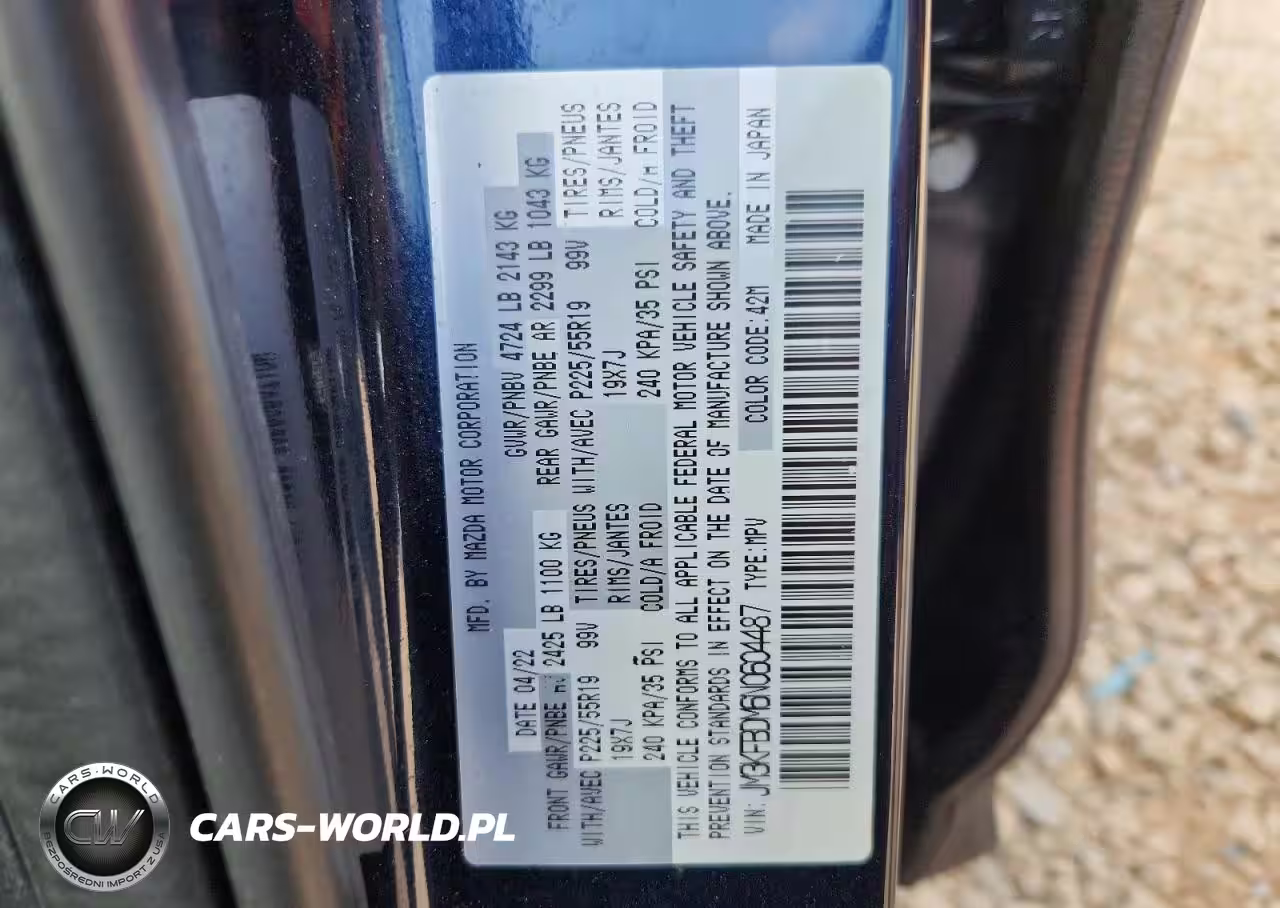 MFD. BY MAZDA MOTOR CORPORATION
DATE 04/22 GVWR/PNBV 4724 LB 2143 KG
FRONT GAWR/PNBE 2425 LB 1100 KG REAR GAWR/PNBE AR 2299 LB 1043 KG
WITH/AVEC P225/55R19 99V TIRES/PNEUS WITH/AVEC P225/55R19 99V TIRES/PNEUS
19X7J RIMS/JANTES 19X7J RIMS/JANTES
240 KPA/35 PSI COLD/A FROID 240 KPA/35 PSI COLD/A FROID
THIS VEHICLE CONFORMS TO ALL APPLICABLE FEDERAL MOTOR VEHICLE SAFETY AND THEFT
PREVENTION STANDARDS IN EFFECT ON THE DATE OF MANUFACTURE SHOWN ABOVE.
VIN: JM3KFBDM6N0604487 TYPE:MPV COLOR CODE:42M MADE IN JAPAN
CARS-WORLD
CW
BEZPOŚREDNI IMPORT Z USA
CARS-WORLD.PL